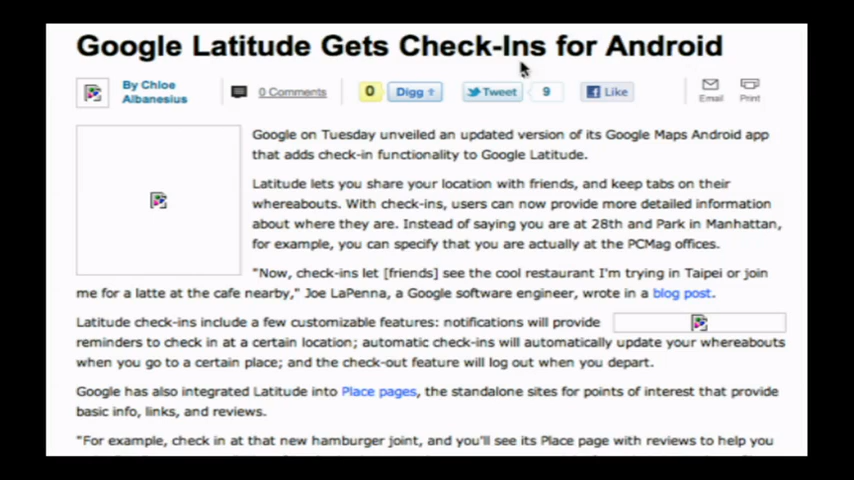 Google Latitude Gets Check-Ins for Android
By Chloe
Albanesius
0 Comments
0
Digg
Tweet
9
Like
Email
Print
Google on Tuesday unveiled an updated version of its Google Maps Android app
that adds check-in functionality to Google Latitude.
Latitude lets you share your location with friends, and keep tabs on their
whereabouts. With check-ins, users can now provide more detailed information
about where they are. Instead of saying you are at 28th and Park in Manhattan,
for example, you can specify that you are actually at the PCMag offices.
"Now, check-ins let [friends] see the cool restaurant I'm trying in Taipei or join
me for a latte at the cafe nearby," Joe LaPenna, a Google software engineer, wrote in a blog post.
Latitude check-ins include a few customizable features: notifications will provide
reminders to check in at a certain location; automatic check-ins will automatically update your whereabouts
when you go to a certain place; and the check-out feature will log out when you depart.
Google has also integrated Latitude into Place pages, the standalone sites for points of interest that provide
basic info, links, and reviews.
"For example, check in at that new hamburger joint, and you'll see its Place page with reviews to help you